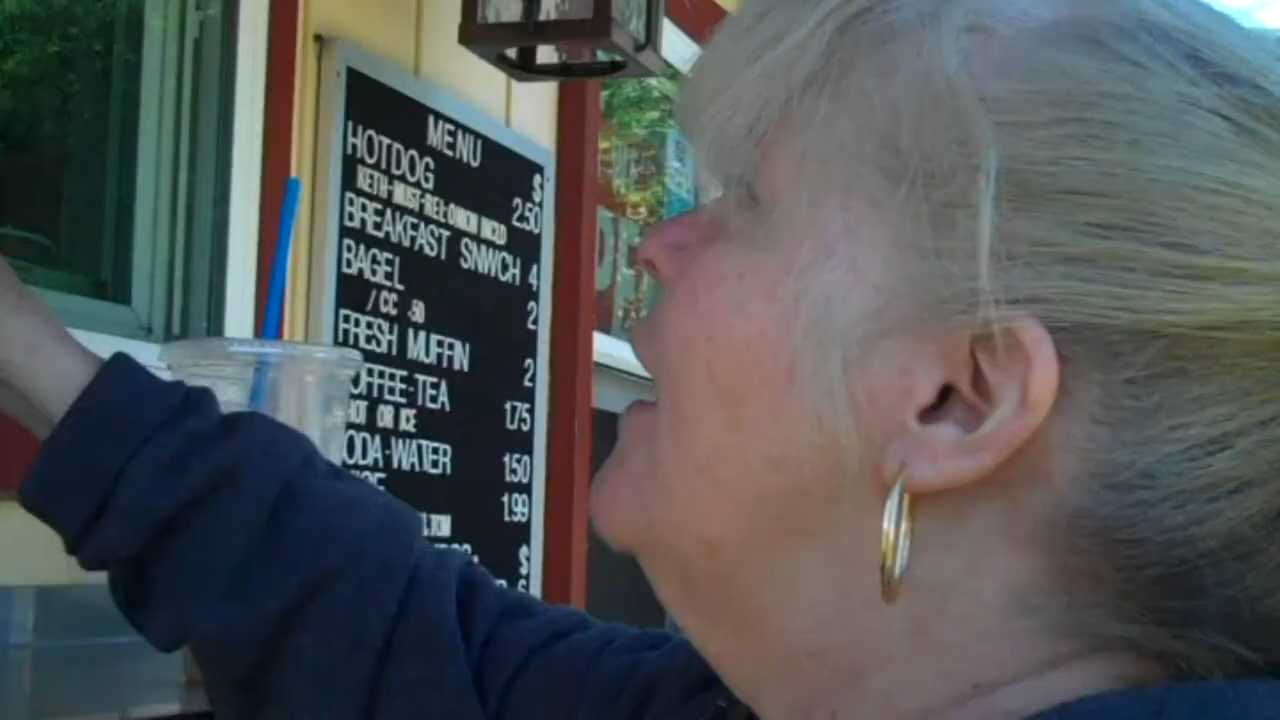 MENU
HOTDOG $
2.50
KETH-MUST-REL-ONION INCLD
BREAKFAST SNWCH 4
BAGEL 2
/CC .50
FRESH MUFFIN 2
OFFEE-TEA 1.75
HOT OR ICE
ODA-WATER 1.50
1.99
$